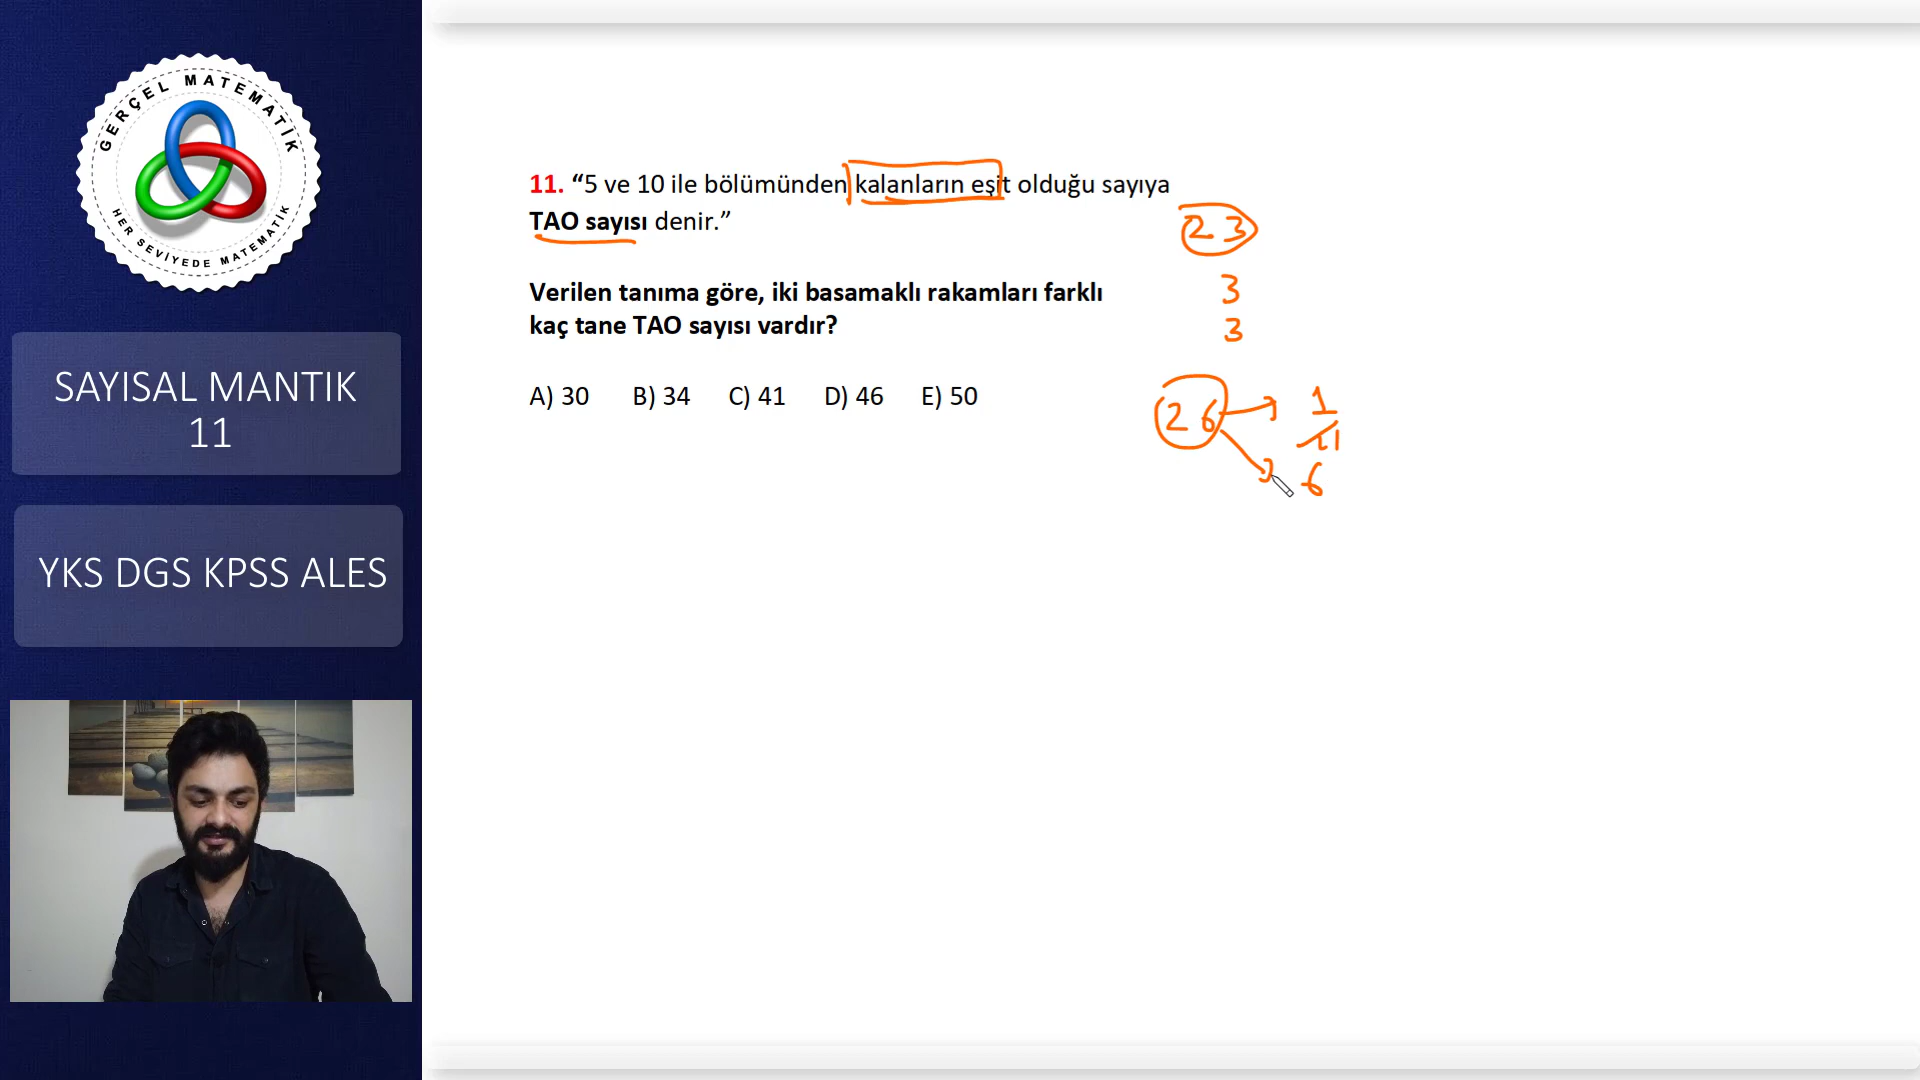 GERÇEL MATEMATİK
HER SEVİYEDE MATEMATİK
SAYISAL MANTIK
11
YKS DGS KPSS ALES
11. “5 ve 10 ile bölümünden kalanların eşit olduğu sayıya
TAO sayısı denir.”
Verilen tanıma göre, iki basamaklı rakamları farklı
kaç tane TAO sayısı vardır?
A) 30 B) 34 C) 41 D) 46 E) 50
23
3
3
26
1
6